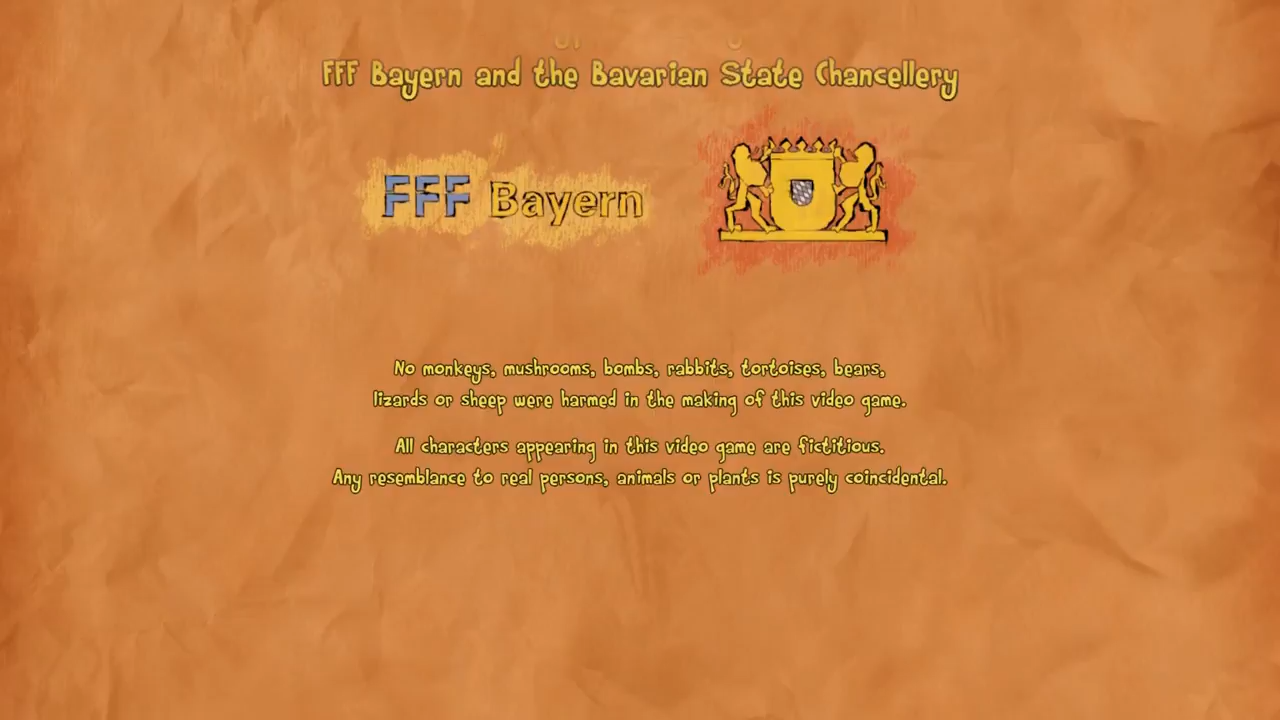 FFF Bayern and the Bavarian State Chancellery
FFF Bayern
No monkeys, mushrooms, bombs, rabbits, tortoises, bears,
lizards or sheep were harmed in the making of this video game.
All characters appearing in this video game are fictitious.
Any resemblance to real persons, animals or plants is purely coincidental.